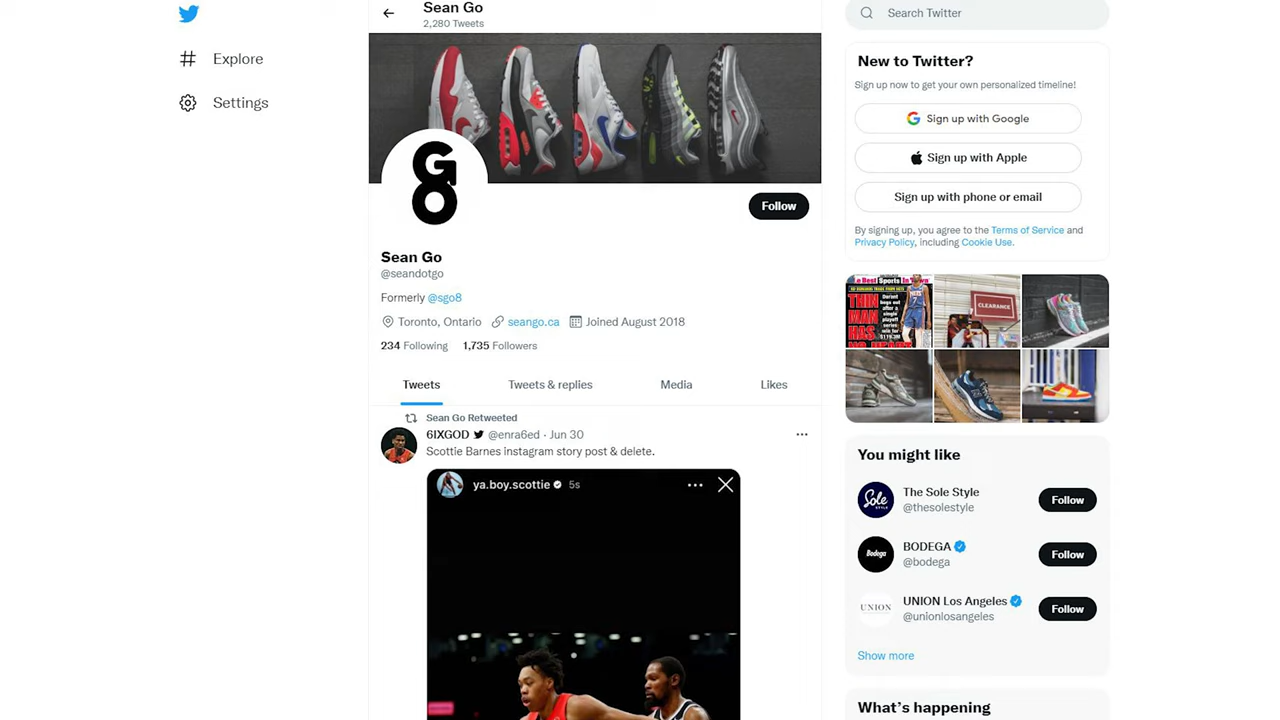 Explore
Settings
Sean Go
2,280 Tweets
GO
Follow
Sean Go
@seandotgo
Formerly @sgo8
Toronto, Ontario seango.ca Joined August 2018
234 Following 1,735 Followers
Tweets Tweets & replies Media Likes
Sean Go Retweeted
6IXGOD @enra6ed · Jun 30
Scottie Barnes instagram story post & delete.
ya.boy.scottie 5s
Search Twitter
New to Twitter?
Sign up now to get your own personalized timeline!
Sign up with Google
Sign up with Apple
Sign up with phone or email
By signing up, you agree to the Terms of Service and
Privacy Policy, including Cookie Use.
THIN
MAN
HAS
Durant
CLEARANCE
You might like
Sole
STYLE
The Sole Style
@thesolestyle
Follow
Bodega
BODEGA
@bodega
Follow
UNION
UNION Los Angeles
@unionlosangeles
Follow
Show more
What's happening